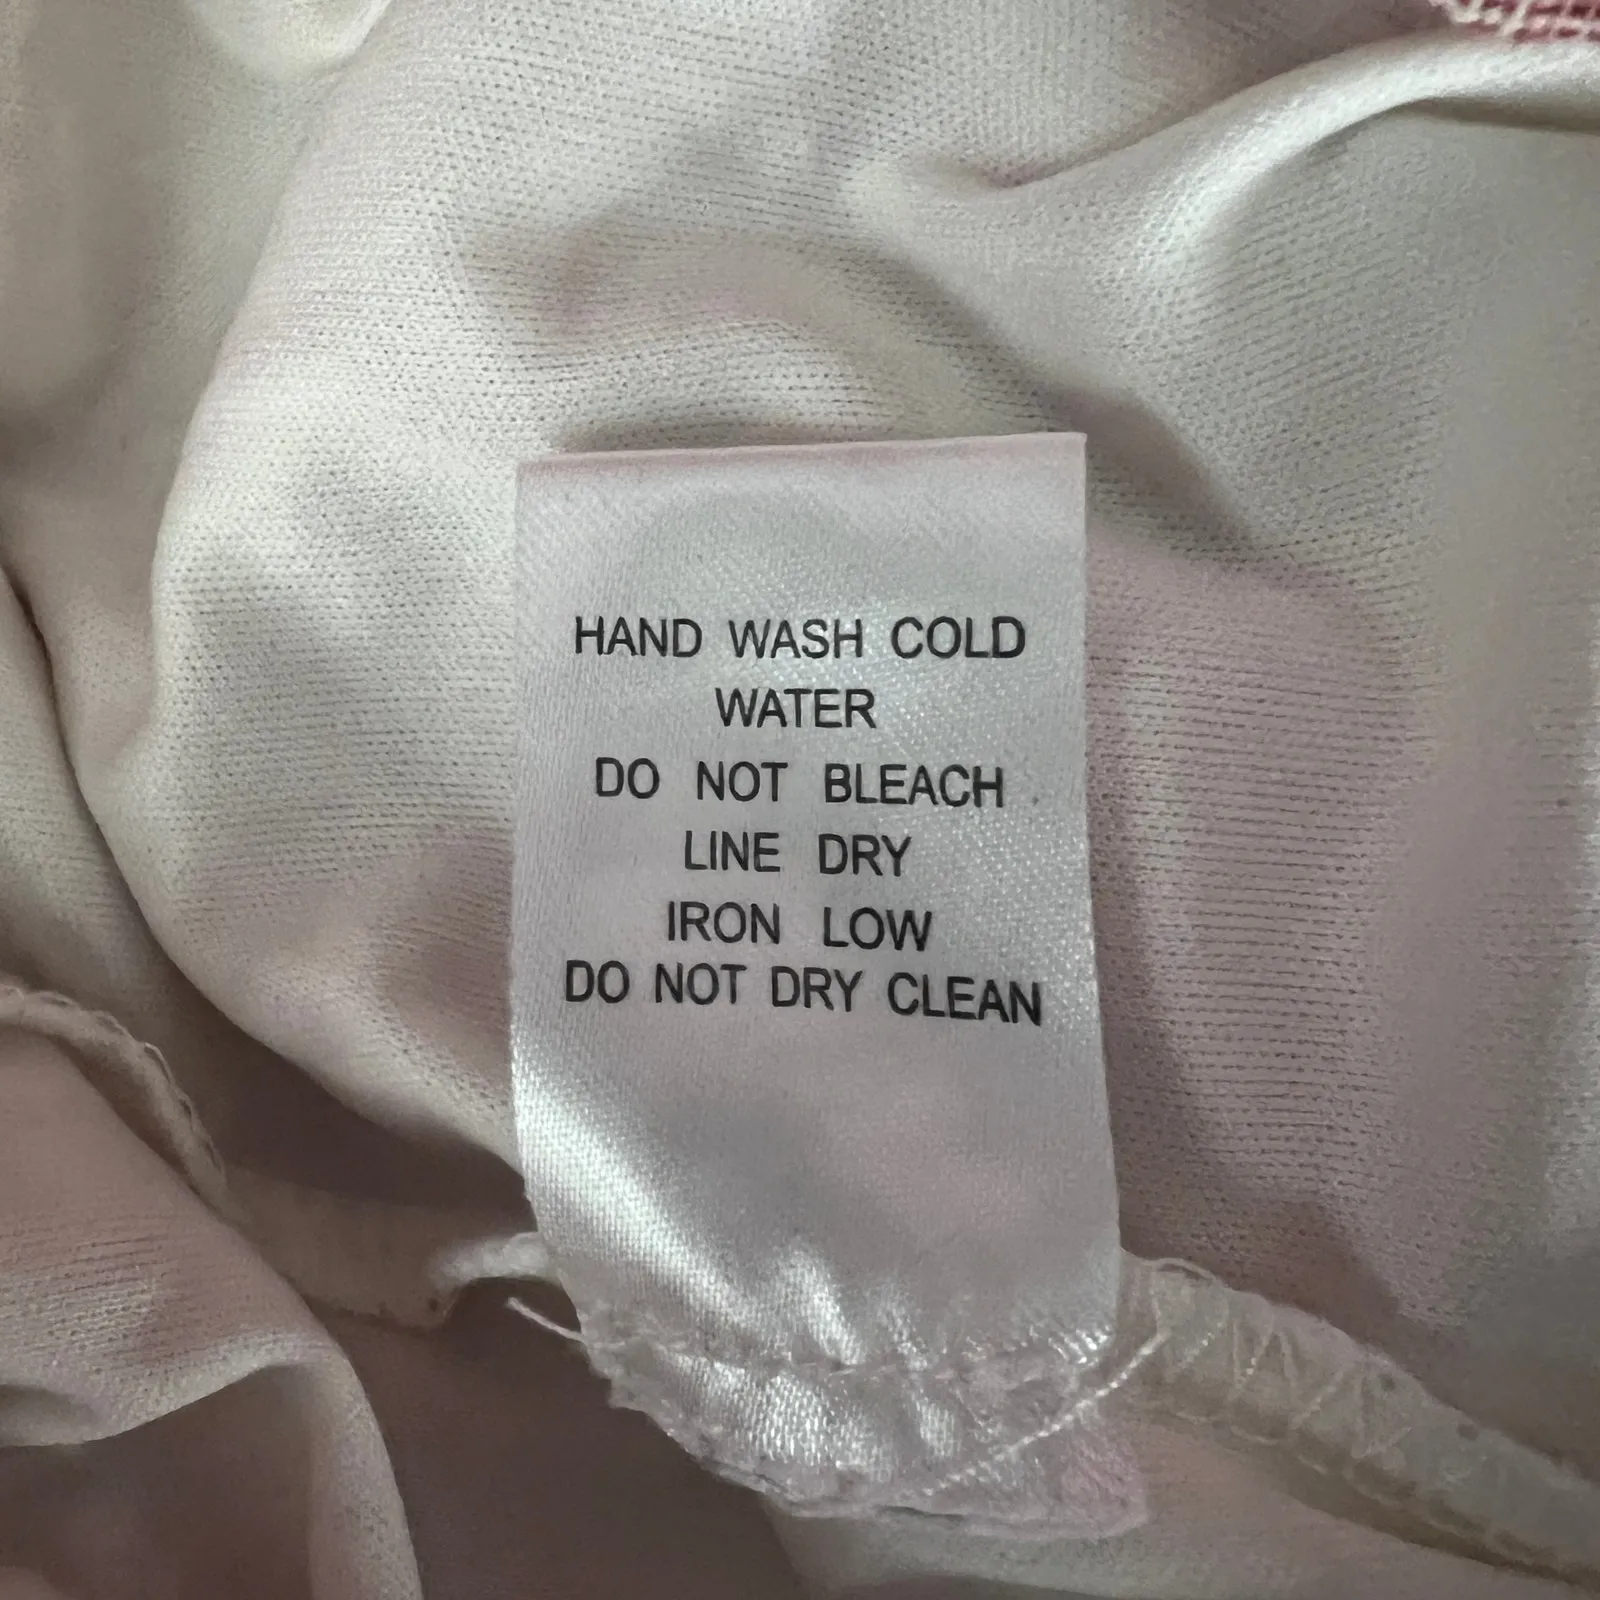 HAND WASH COLD
WATER
DO NOT BLEACH
LINE DRY
IRON LOW
DO NOT DRY CLEAN